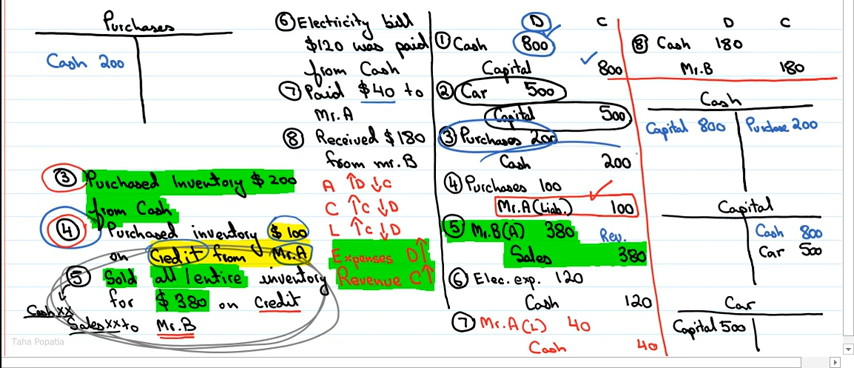 Purchases
Cash 200
③ Purchased Inventory $200
from Cash
④ Purchased inventory $100
on Credit from Mr.A
⑤ Sold all/entire inventory
for $380 on Credit
Cash xx
Sales xx to Mr.B
Taha Popatia
⑥ Electricity bill
$120 was paid
from Cash
⑦ Paid $40 to
Mr.A
⑧ Received $180
from mr.B
A ↑D ↓C
C ↑C ↓D
L ↑C ↓D
Expenses D↑
Revenue C↑
D C
① Cash 800
Capital 800
② Car 500
Capital 500
③ Purchases 200
Cash 200
④ Purchases 100
Mr.A (Liab.) 100
⑤ Mr.B(A) 380 Rev.
Sales 380
⑥ Elec. exp. 120
Cash 120
⑦ Mr.A(L) 40
Cash 40
D C
⑧ Cash 180
Mr.B 180
Cash
Capital 800 Purchase 200
Capital
Cash 800
Car 500
Car
Capital 500